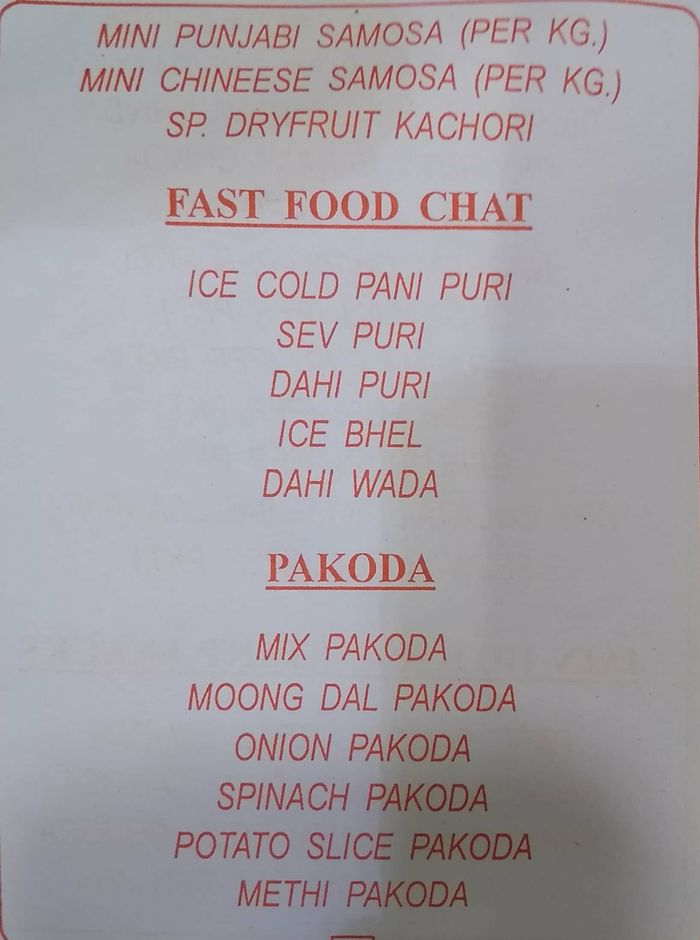 MINI PUNJABI SAMOSA (PER KG.)
MINI CHINEESE SAMOSA (PER KG.)
SP. DRYFRUIT KACHORI
FAST FOOD CHAT
ICE COLD PANI PURI
SEV PURI
DAHI PURI
ICE BHEL
DAHI WADA
PAKODA
MIX PAKODA
MOONG DAL PAKODA
ONION PAKODA
SPINACH PAKODA
POTATO SLICE PAKODA
METHI PAKODA